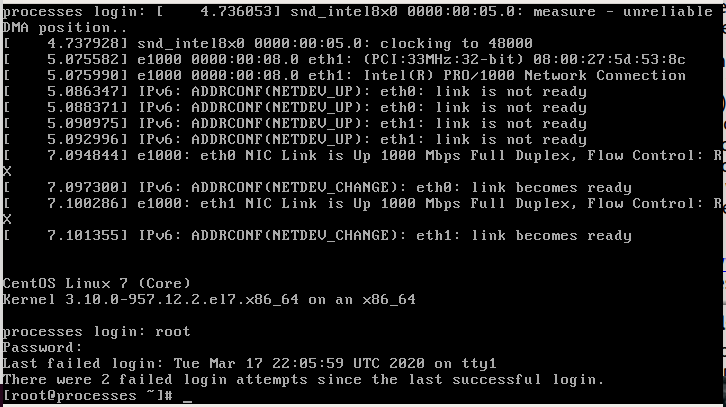 processes login: [    4.736053] snd_intel8x0 0000:00:05.0: measure - unreliable
DMA position..
[    4.737928] snd_intel8x0 0000:00:05.0: clocking to 48000
[    5.075582] e1000 0000:00:08.0 eth1: (PCI:33MHz:32-bit) 08:00:27:5d:53:8c
[    5.075990] e1000 0000:00:08.0 eth1: Intel(R) PRO/1000 Network Connection
[    5.086347] IPv6: ADDRCONF(NETDEV_UP): eth0: link is not ready
[    5.088371] IPv6: ADDRCONF(NETDEV_UP): eth0: link is not ready
[    5.090975] IPv6: ADDRCONF(NETDEV_UP): eth1: link is not ready
[    5.092996] IPv6: ADDRCONF(NETDEV_UP): eth1: link is not ready
[    7.094844] e1000: eth0 NIC Link is Up 1000 Mbps Full Duplex, Flow Control: R
X
[    7.097300] IPv6: ADDRCONF(NETDEV_CHANGE): eth0: link becomes ready
[    7.100286] e1000: eth1 NIC Link is Up 1000 Mbps Full Duplex, Flow Control: R
X
[    7.101355] IPv6: ADDRCONF(NETDEV_CHANGE): eth1: link becomes ready
CentOS Linux 7 (Core)
Kernel 3.10.0-957.12.2.el7.x86_64 on an x86_64
processes login: root
Password:
Last failed login: Tue Mar 17 22:05:59 UTC 2020 on tty1
There were 2 failed login attempts since the last successful login.
[root@processes ~]# _